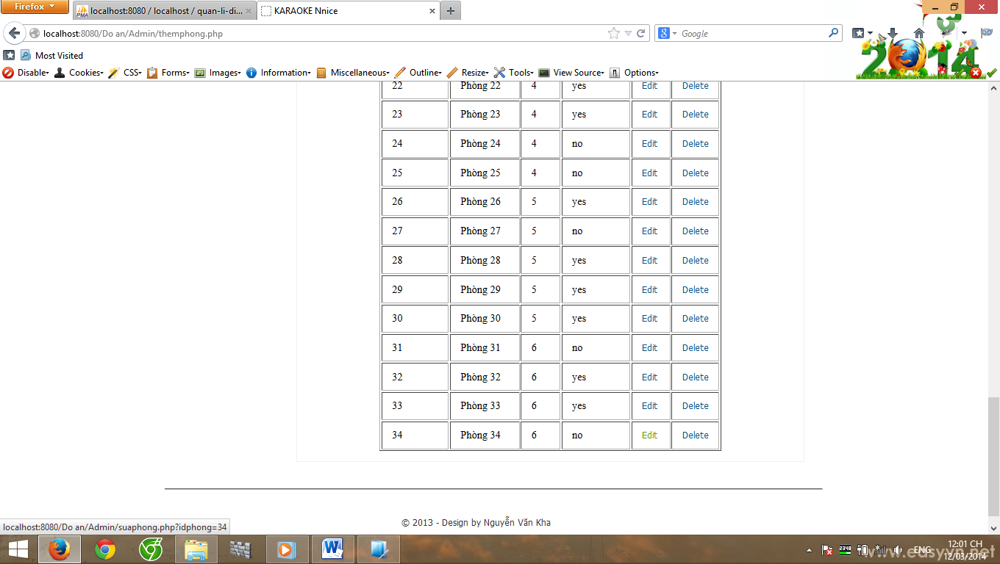 Firefox
localhost:8080 / localhost / quan-li-di... × KARAOKE Nnice ×
localhost:8080/Do an/Admin/themphong.php Google
Most Visited
Disable Cookies CSS Forms Images Information Miscellaneous Outline Resize Tools View Source Options
2014
22 Phòng 22 4 yes Edit Delete
23 Phòng 23 4 yes Edit Delete
24 Phòng 24 4 no Edit Delete
25 Phòng 25 4 no Edit Delete
26 Phòng 26 5 yes Edit Delete
27 Phòng 27 5 no Edit Delete
28 Phòng 28 5 yes Edit Delete
29 Phòng 29 5 yes Edit Delete
30 Phòng 30 5 yes Edit Delete
31 Phòng 31 6 no Edit Delete
32 Phòng 32 6 yes Edit Delete
33 Phòng 33 6 yes Edit Delete
34 Phòng 34 6 no Edit Delete
© 2013 - Design by Nguyễn Văn Kha
localhost:8080/Do an/Admin/suaphong.php?idphong=34
ENG 12:01 CH
www.easyvn.net
12/03/2014